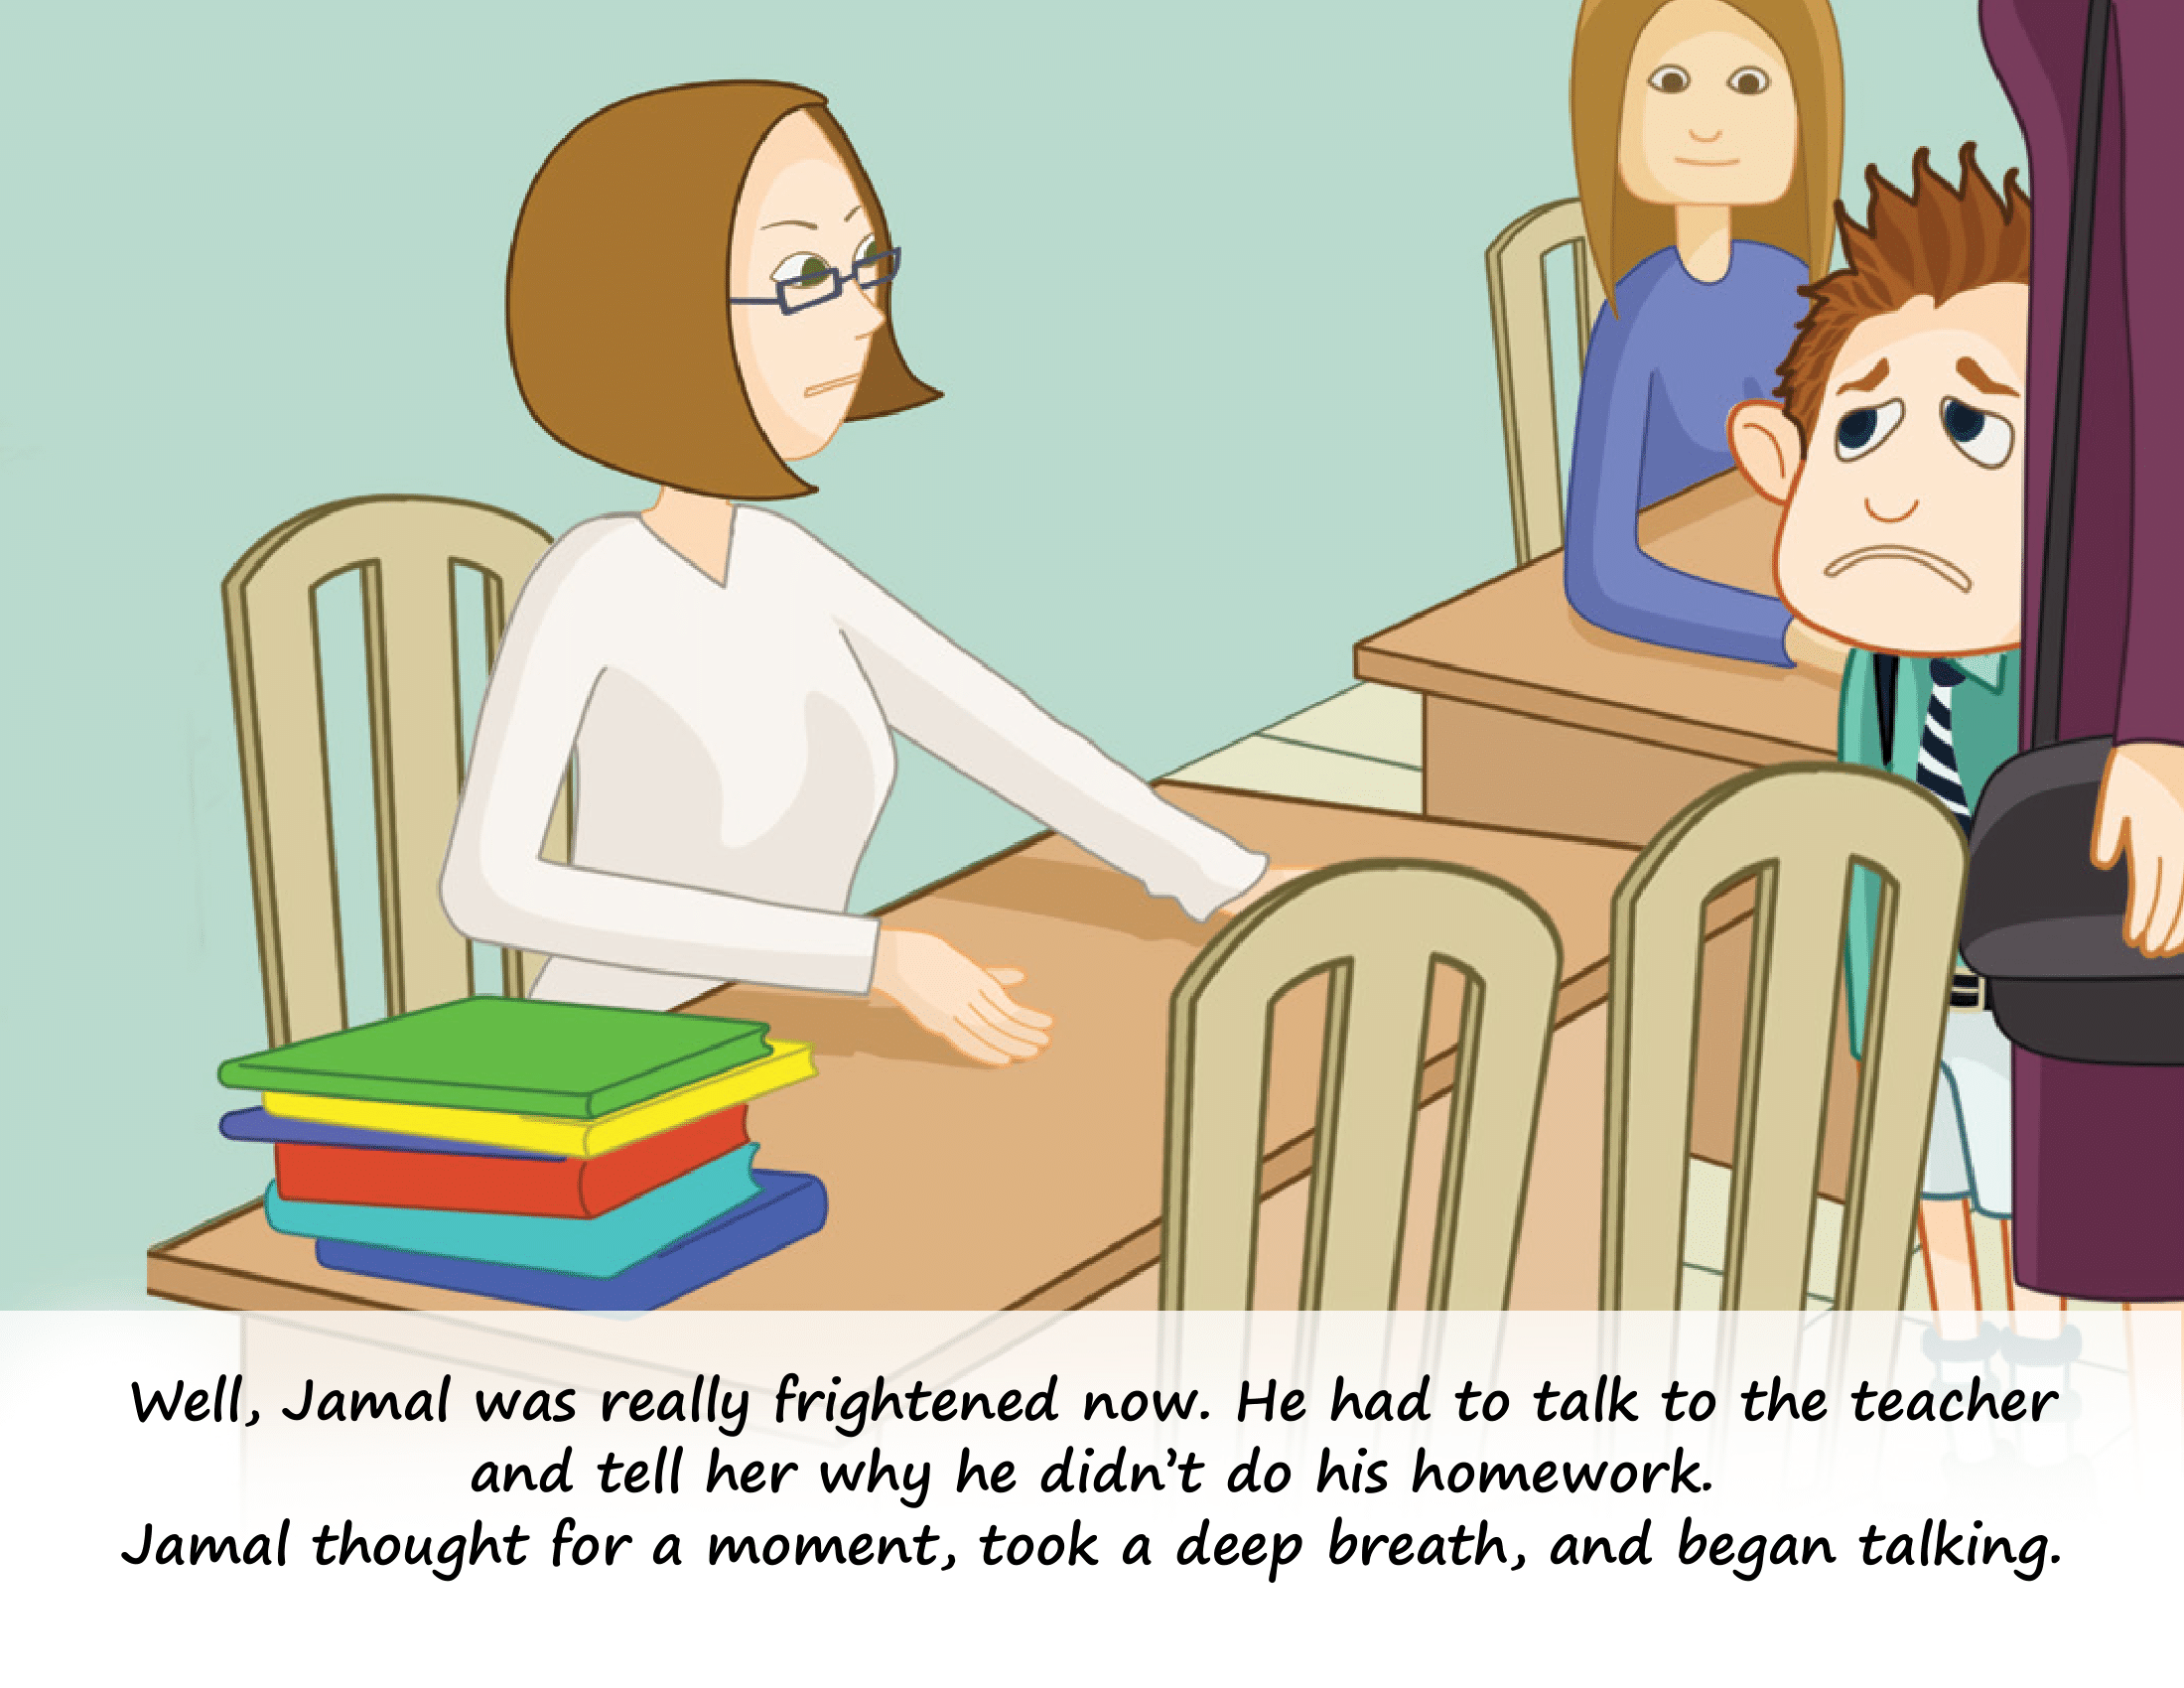 Well, Jamal was really frightened now. He had to talk to the teacher
and tell her why he didn’t do his homework.
Jamal thought for a moment, took a deep breath, and began talking.